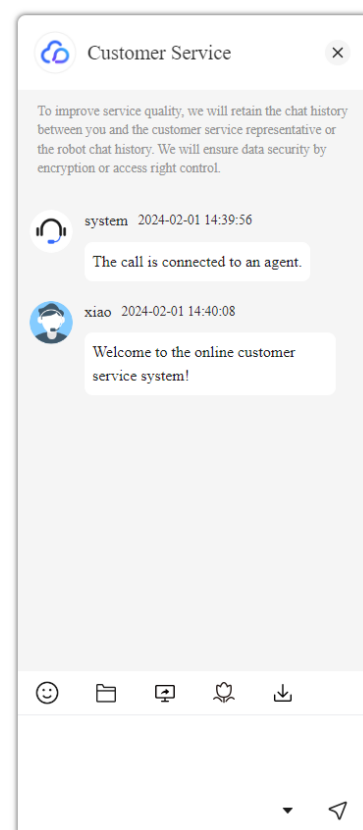 Customer Service
To improve service quality, we will retain the chat history
between you and the customer service representative or
the robot chat history. We will ensure data security by
encryption or access right control.
system 2024-02-01 14:39:56
The call is connected to an agent.
xiao 2024-02-01 14:40:08
Welcome to the online customer
service system!